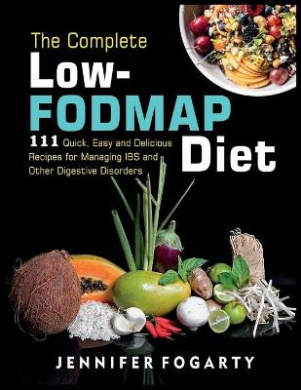 The Complete
Low-
FODMAP
Diet
111 Quick, Easy and Delicious
Recipes for Managing IBS and
Other Digestive Disorders
JENNIFER FOGARTY